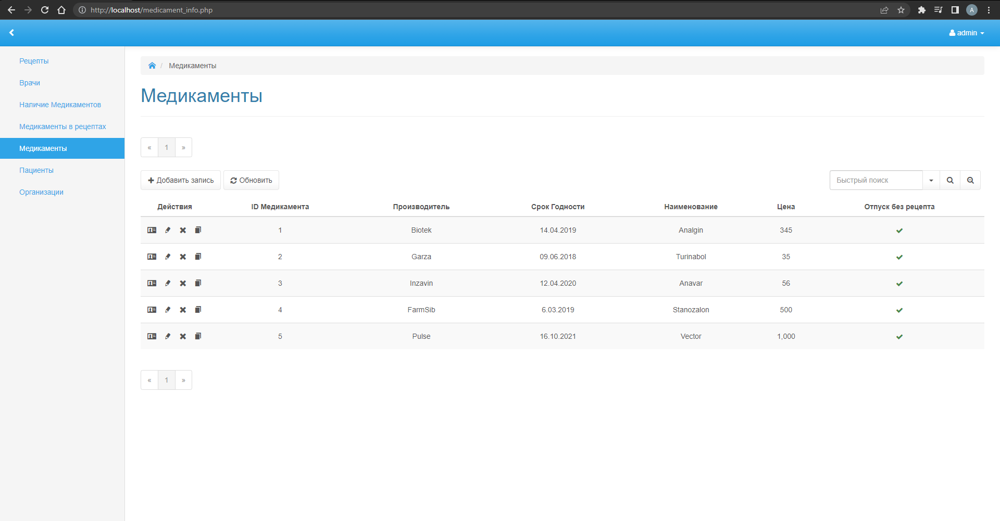 http://localhost/medicament_info.php
A
admin
Рецепты
Врачи
Наличие Медикаментов
Медикаменты в рецептах
Медикаменты
Пациенты
Организации
/ Медикаменты
Медикаменты
« 1 »
Добавить запись Обновить Быстрый поиск
Действия ID Медикамента Производитель Срок Годности Наименование Цена Отпуск без рецепта
1 Biotek 14.04.2019 Analgin 345
2 Garza 09.06.2018 Turinabol 35
3 Inzavin 12.04.2020 Anavar 56
4 FarmSib 6.03.2019 Stanozalon 500
5 Pulse 16.10.2021 Vector 1,000
« 1 »